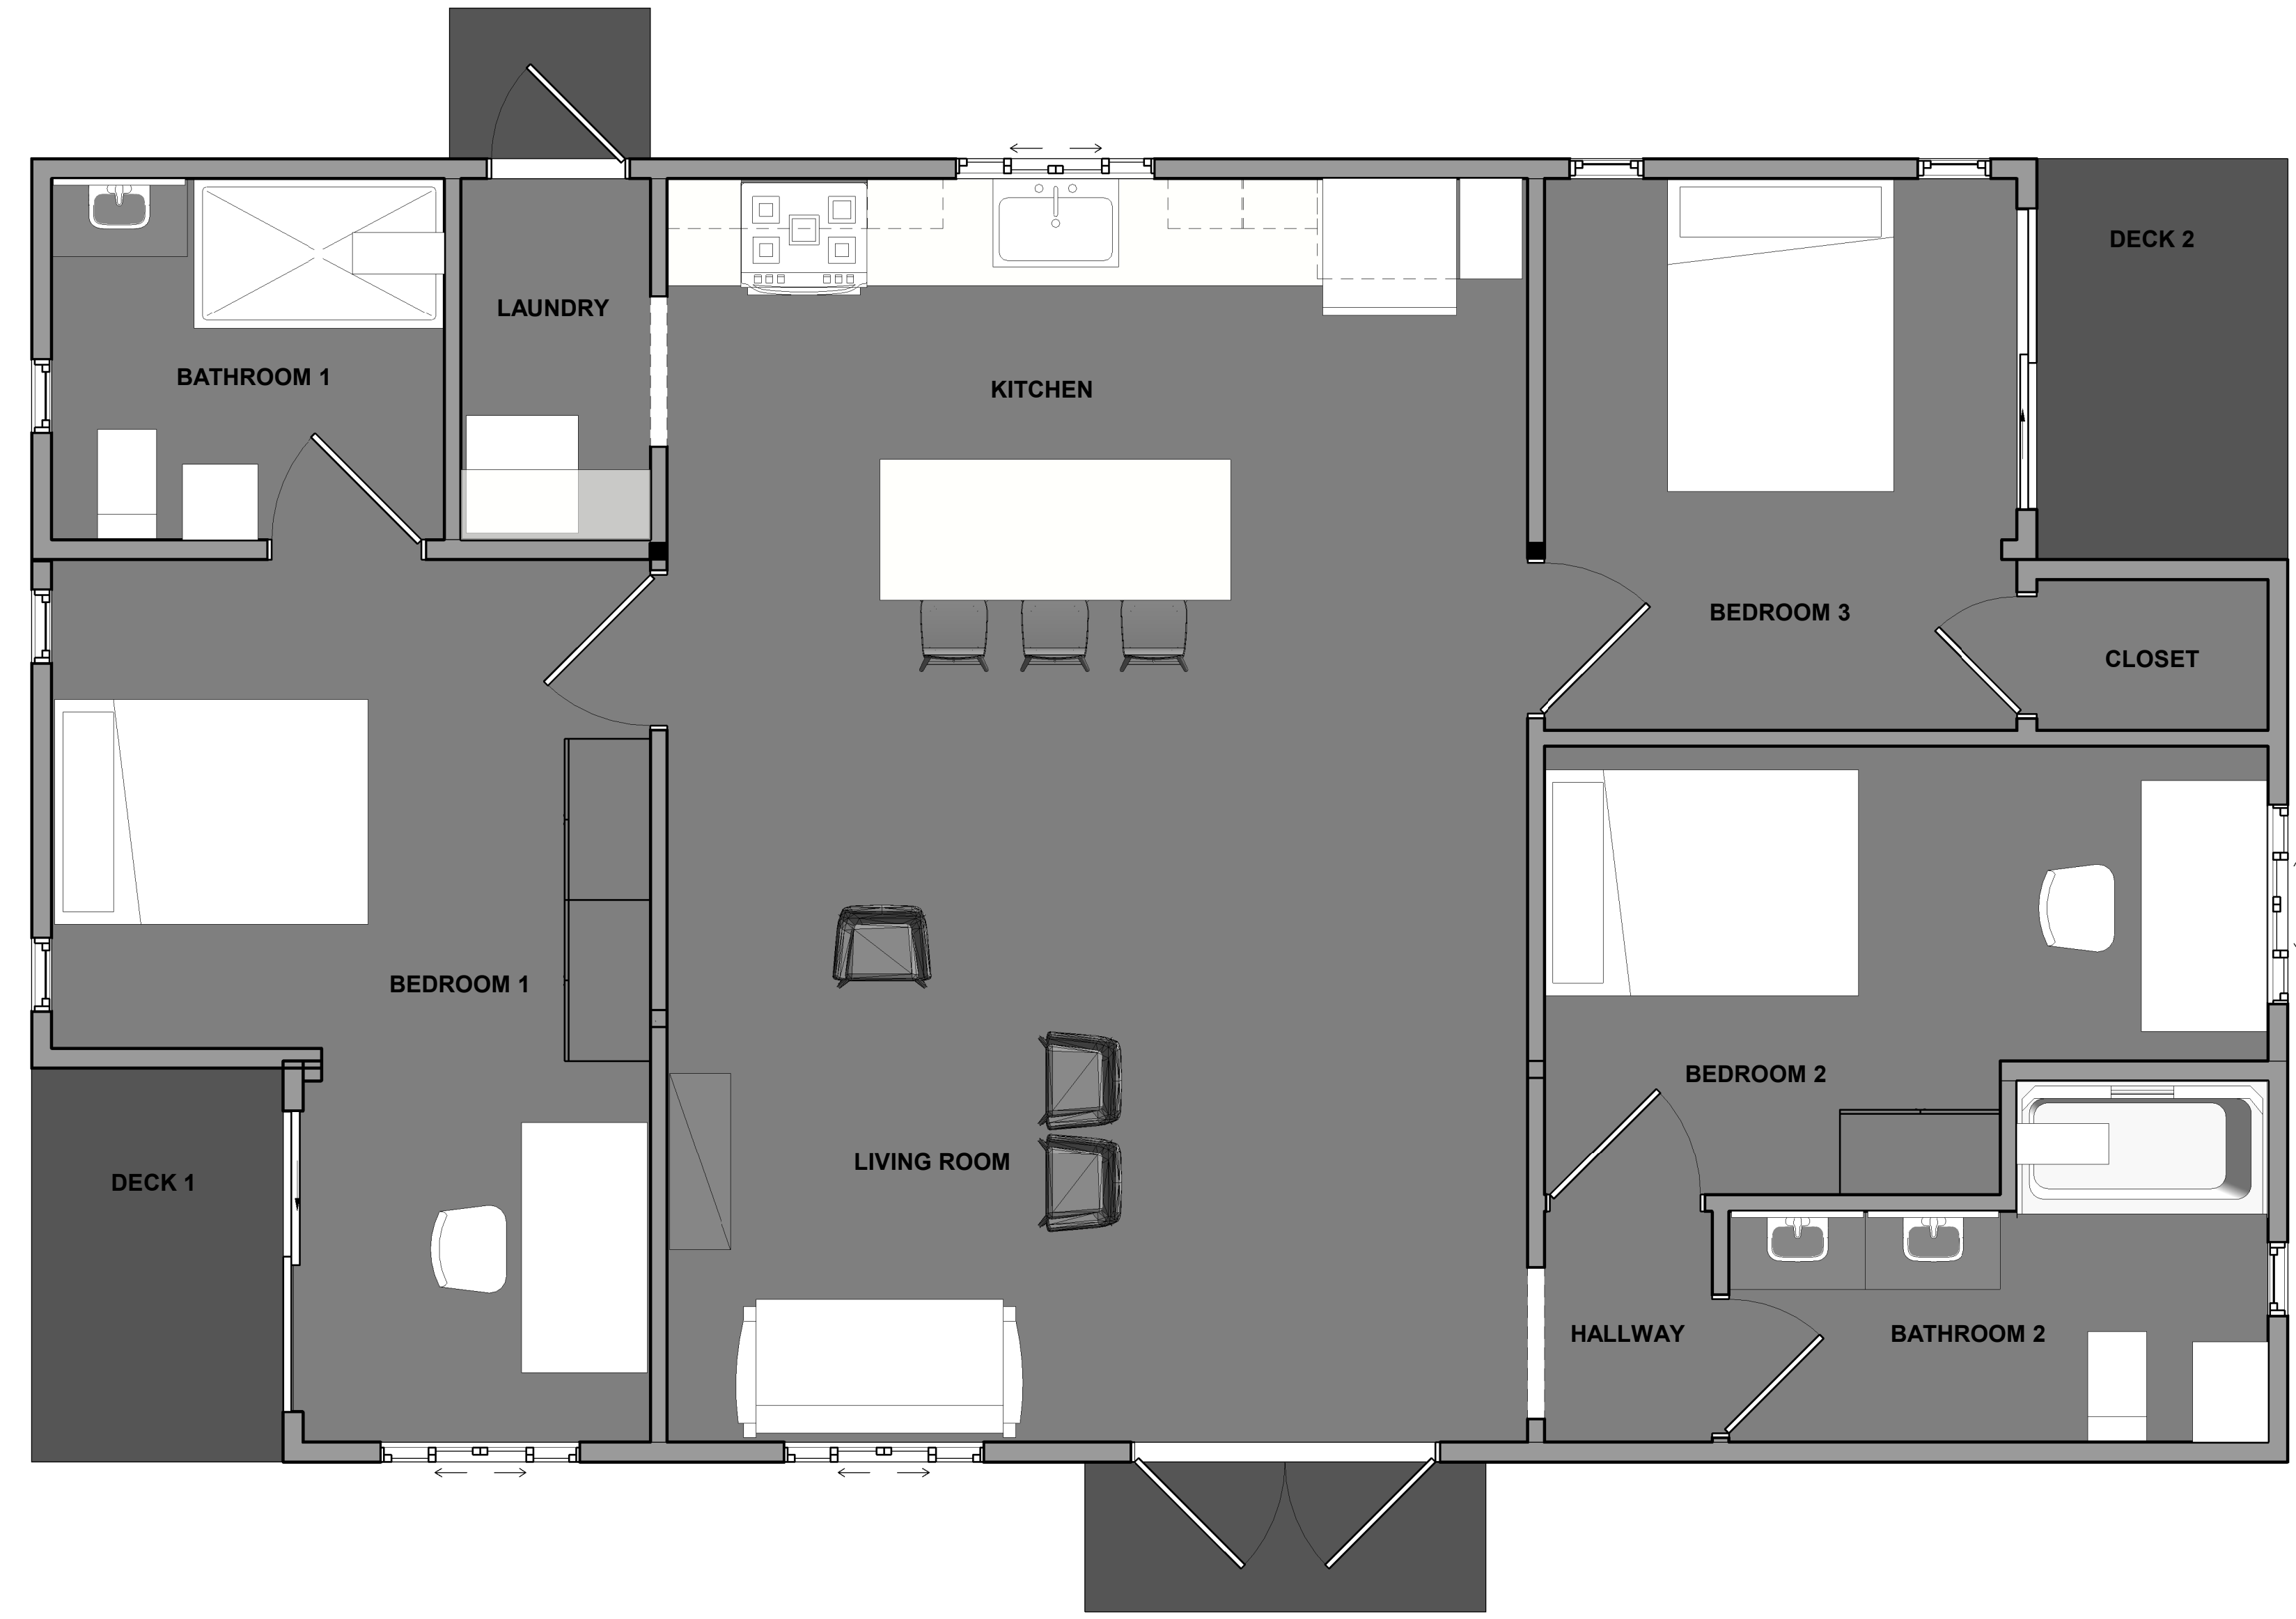 DECK 2
LAUNDRY
BATHROOM 1
KITCHEN
BEDROOM 3
CLOSET
BEDROOM 1
BEDROOM 2
LIVING ROOM
DECK 1
HALLWAY
BATHROOM 2